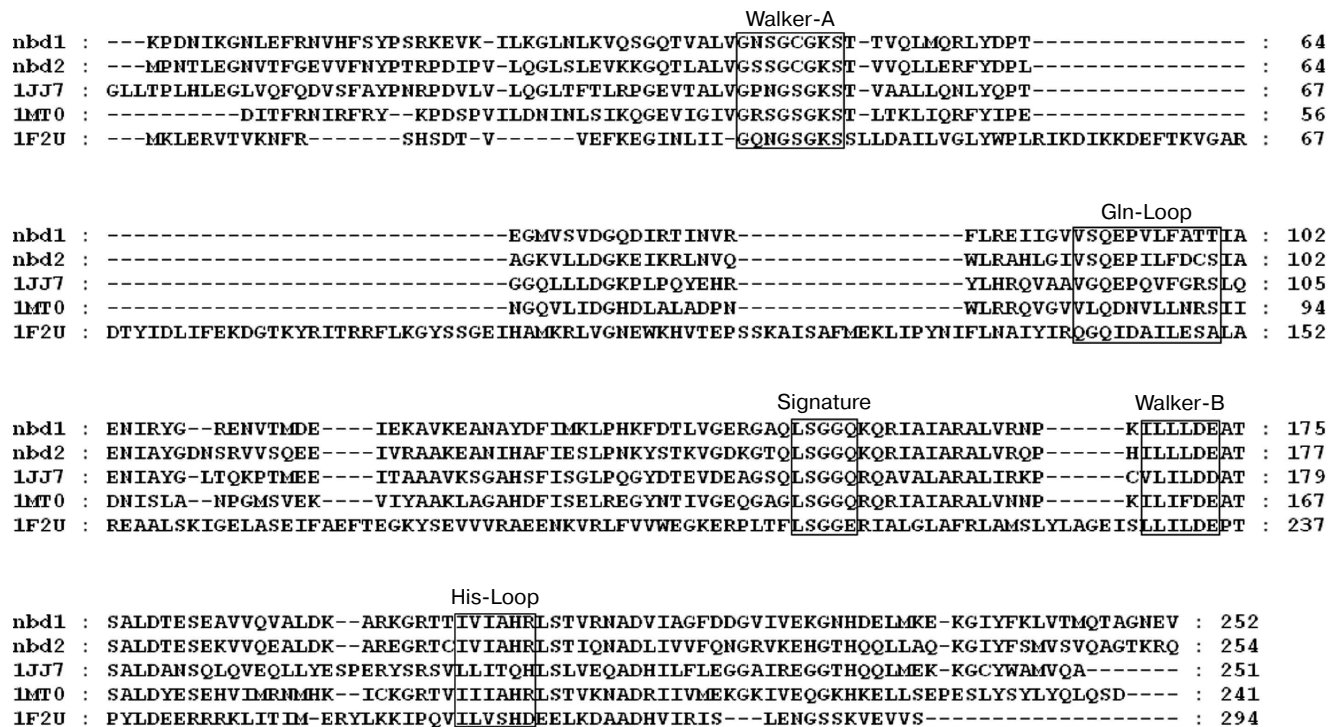 Walker-A
nbd1 : ---KPDNIKGNLEFRNVHFSYPSRKEVK-ILKGLNLKVQSGQTVALVGNSGCGKST-TVQLMQRLYDPT---------------- : 64
nbd2 : ---MPNTLEGNVTFGEVVFNYPTRPDIPV-LQGLSLEVKKGQTLALVGSSGCGKST-VVQLLERFYDPL---------------- : 64
1JJ7 : GLLTPLHLEGLVQFQDVSFAYPNRPDVLV-LQGLTFTLRPGEVTALVGPNGSGKST-VAALLQNLYQPT---------------- : 67
1MT0 : ----------DITFRNIRFRY--KPDSPVILDNINLSIKQGEVIGIVGRSGSGKST-LTKLIQRFYIPE---------------- : 56
1F2U : ---MKLERVTVKNFR-------SHSDT-V-----VEFKEGINLII-GQNGSGKSSLLDAILVGLYWPLRIKDIKKDEFTKVGAR : 67
Gln-Loop
nbd1 : -------------------------------EGMVSVDGQDIRTINVR------------------FLREIIGVVSQEPVLFATTIA : 102
nbd2 : -------------------------------AGKVLLDGKEIKRLNVQ------------------WLRAHLGIVSQEPILFDCSIA : 102
1JJ7 : -------------------------------GGQLLLDGKPLPQYEHR------------------YLHRQVAAVGQEPQVFGRSLQ : 105
1MT0 : -------------------------------NGQVLIDGHDLALADPN------------------WLRRQVGVVLQDNVLLNRSII : 94
1F2U : DTYIDLIFEKDGTKYRITRRFLKGYSSGEIHAMKRLVGNEWKHVTEPSSKAISAFMEKLIPYNIFLNAIYIRQGQIDAILESALA : 152
Signature Walker-B
nbd1 : ENIRYG--RENVTMDE----IEKAVKEANAYDFIMKLPHKFDTLVGERGAQLSGGQKQRIAIARALVRNP------KILLLDEAT : 175
nbd2 : ENIAYGDNSRVVSQEE----IVRAAKEANIHAFIESLPNKYSTKVGDKGTQLSGGQKQRIAIARALVRQP------HILLLDEAT : 177
1JJ7 : ENIAYG-LTQKPTMEE----ITAAAVKSGAHSFISGLPQGYDTEVDEAGSQLSGGQRQAVALARALIRKP------CVLILDDAT : 179
1MT0 : DNISLA--NPGMSVEK----VIYAAKLAGAHDFISELREGYNTIVGEQGAGLSGGQRQRIAIARALVNNP------KILIFDEAT : 167
1F2U : REAALSKIGELASEIFAEFTEGKYSEVVVRAEENKVRLFVVWEGKERPLTFLSGGERIALGLAFRLAMSLYLAGEISLLILDEPT : 237
His-Loop
nbd1 : SALDTESEAVVQVALDK--ARKGRTTIVIAHRLSTVRNADVIAGFDDGVIVEKGNHDELMKE-KGIYFKLVTMQTAGNEV : 252
nbd2 : SALDTESEKVVQEALDK--AREGRTCIVIAHRLSTIQNADLIVVFQNGRVKEHGTHQQLLAQ-KGIYFSMVSVQAGTKRQ : 254
1JJ7 : SALDANSQLQVEQLLYESPERYSRSVLLITQHLSLVEQADHILFLEGGAIREGGTHQQLMEK-KGCYWAMVQA------- : 251
1MT0 : SALDYESEHVIMRNMHK--ICKGRTVIIIAHRLSTVKNADRIIVMEKGKIVEQGKHKELLSEPESLYSYLYQLQSD---- : 241
1F2U : PYLDEERRRKLITIM-ERYLKKIPQVILVSHDEELKDAADHVIRIS---LENGSSKVEVVS----------------- : 294